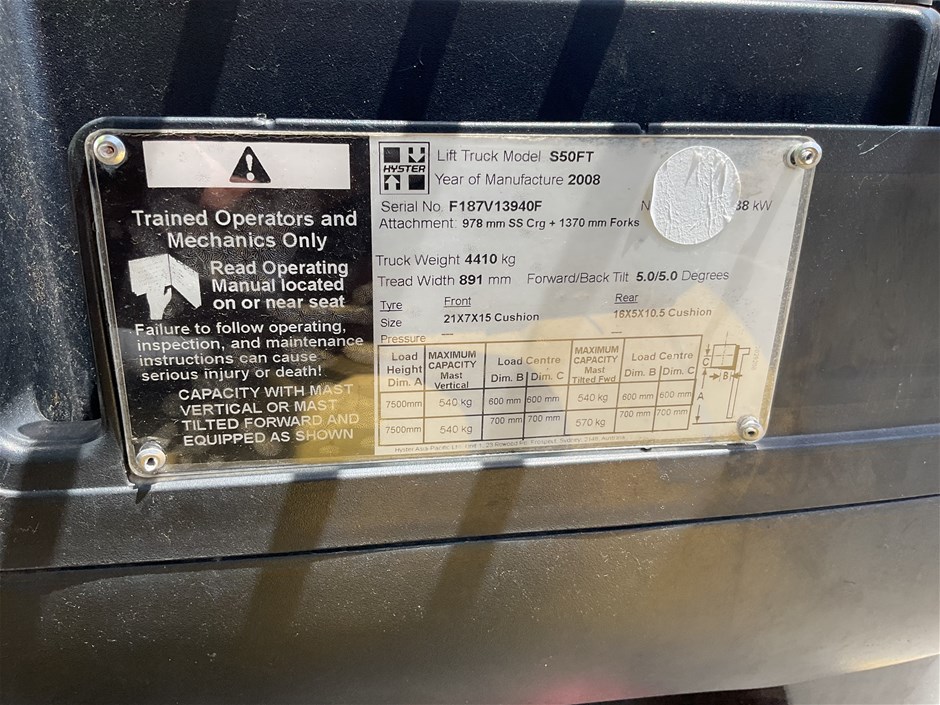 Trained Operators and
Mechanics Only
Read Operating
Manual located
on or near seat
Failure to follow operating,
inspection, and maintenance
instructions can cause
serious injury or death!
CAPACITY WITH MAST
VERTICAL OR MAST
TILTED FORWARD AND
EQUIPPED AS SHOWN
HYSTER
Lift Truck Model S50FT
Year of Manufacture 2008
Serial No. F187V13940F
kW
Attachment: 978 mm SS Crg + 1370 mm Forks
Truck Weight 4410 kg
Tread Width 891 mm Forward/Back Tilt 5.0/5.0 Degrees
Tyre Front Rear
Size 21X7X15 Cushion 16X5X10.5 Cushion
Pressure — —
Load Height Dim. A MAXIMUM CAPACITY Mast Vertical Load Centre Dim. B Dim. C MAXIMUM CAPACITY Mast Tilted Fwd Load Centre Dim. B Dim. C
7500mm 540 kg 600 mm 600 mm 540 kg 600 mm 600 mm
7500mm 540 kg 700 mm 700 mm 570 kg 700 mm 700 mm
C
B
A
Hyster Asia-Pacific Sydney, Australia